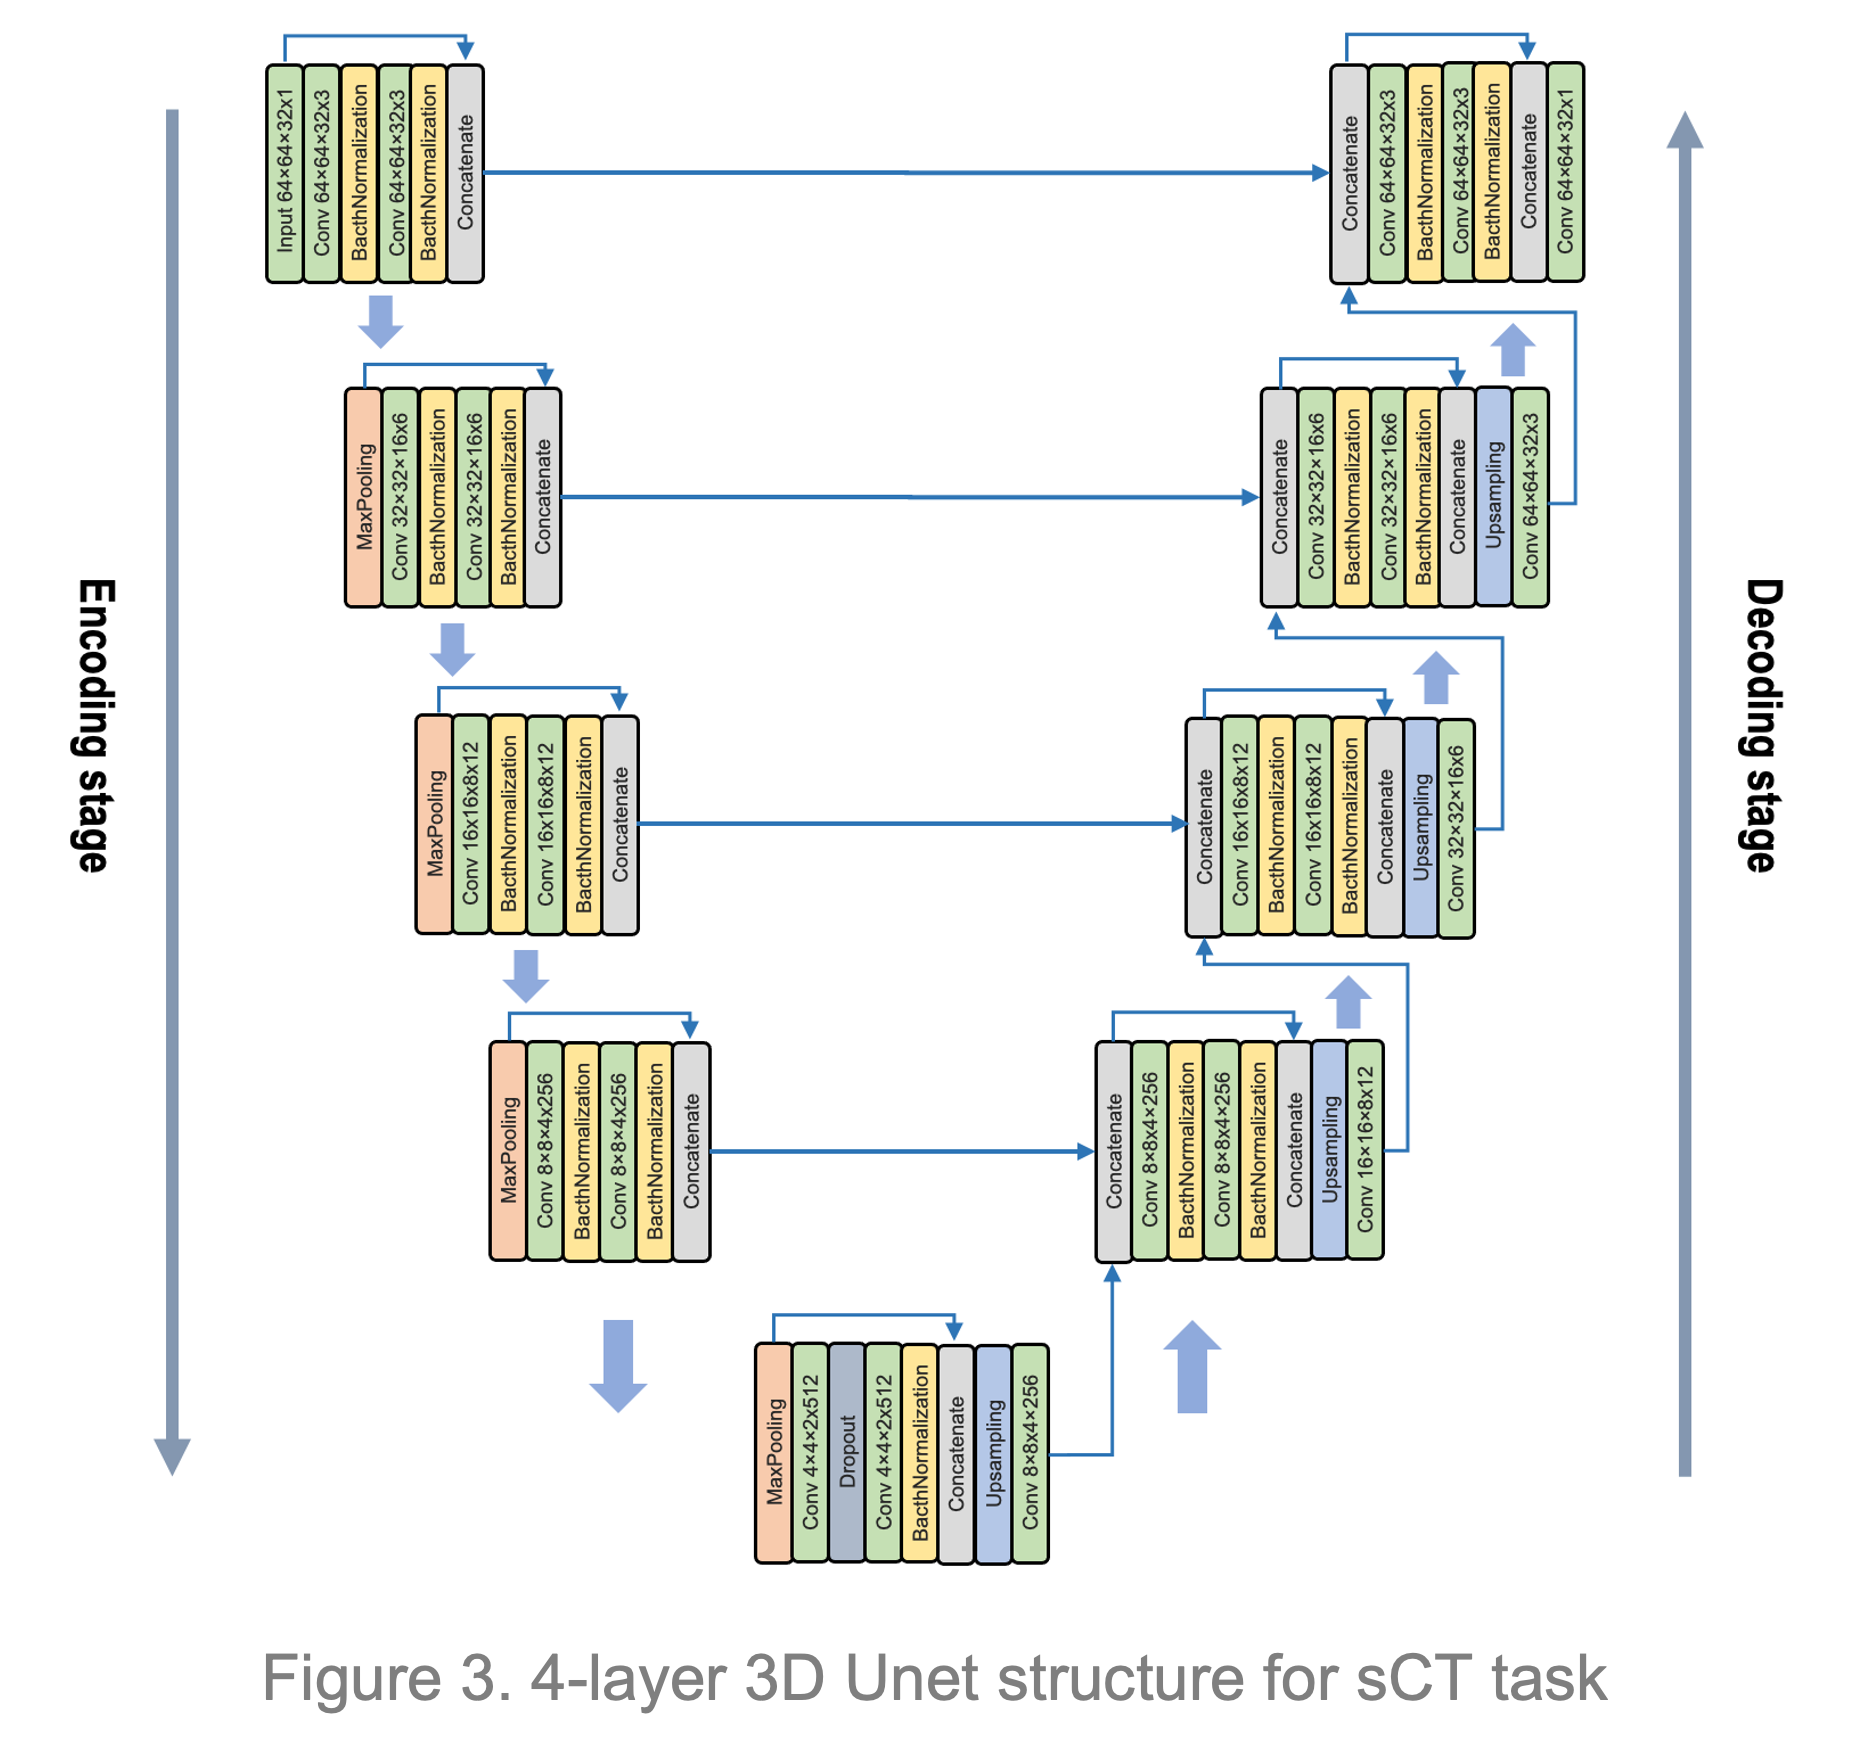 Input 64×64×32x1
Conv 64×64×32x3
BacthNormalization
Conv 64×64×32x3
BacthNormalization
Concatenate
Concatenate
Conv 64×64×32x3
BacthNormalization
Conv 64×64×32x3
BacthNormalization
Concatenate
Conv 64×64×32x1
MaxPooling
Conv 32×32×16x6
BacthNormalization
Conv 32×32×16x6
BacthNormalization
Concatenate
Concatenate
Conv 32×32×16x6
BacthNormalization
Conv 32×32×16x6
BacthNormalization
Concatenate
Upsampling
Conv 64×64×32x3
Encoding stage
Decoding stage
MaxPooling
Conv 16x16x8x12
BacthNormalization
Conv 16x16x8x12
BacthNormalization
Concatenate
Concatenate
Conv 16x16x8x12
BacthNormalization
Conv 16x16x8x12
BacthNormalization
Concatenate
Upsampling
Conv 32×32×16x6
MaxPooling
Conv 8×8×4x256
BacthNormalization
Conv 8×8×4x256
BacthNormalization
Concatenate
Concatenate
Conv 8×8x4×256
BacthNormalization
Conv 8×8x4×256
BacthNormalization
Concatenate
Upsampling
Conv 16×16×8x12
MaxPooling
Conv 4×4×2x512
Dropout
Conv 4×4×2x512
BacthNormalization
Concatenate
Upsampling
Conv 8×8x4×256
Figure 3. 4-layer 3D Unet structure for sCT task